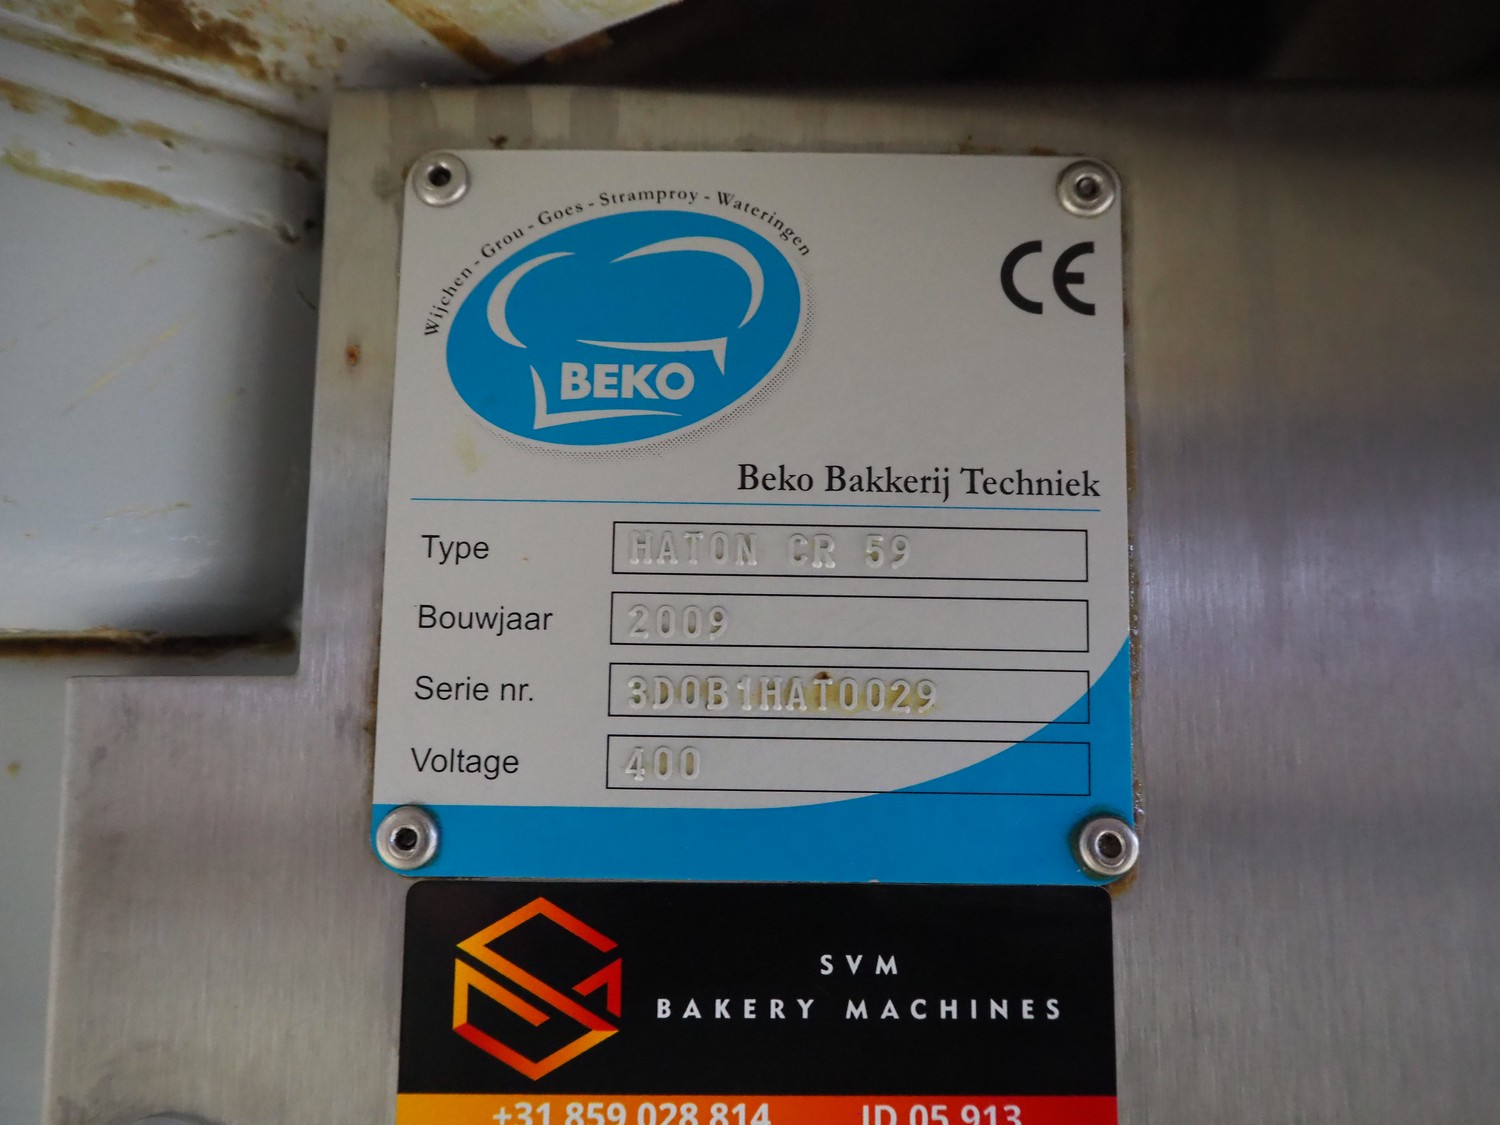 Wijchen - Grou - Goes - Stramproy - Wateringen
BEKO
CE
Beko Bakkerij Techniek
Type HATON CR 59
Bouwjaar 2009
Serie nr. 3D0B1HAT0029
Voltage 400
SVM
BAKERY MACHINES
+31 859 028 814 ID 05 913